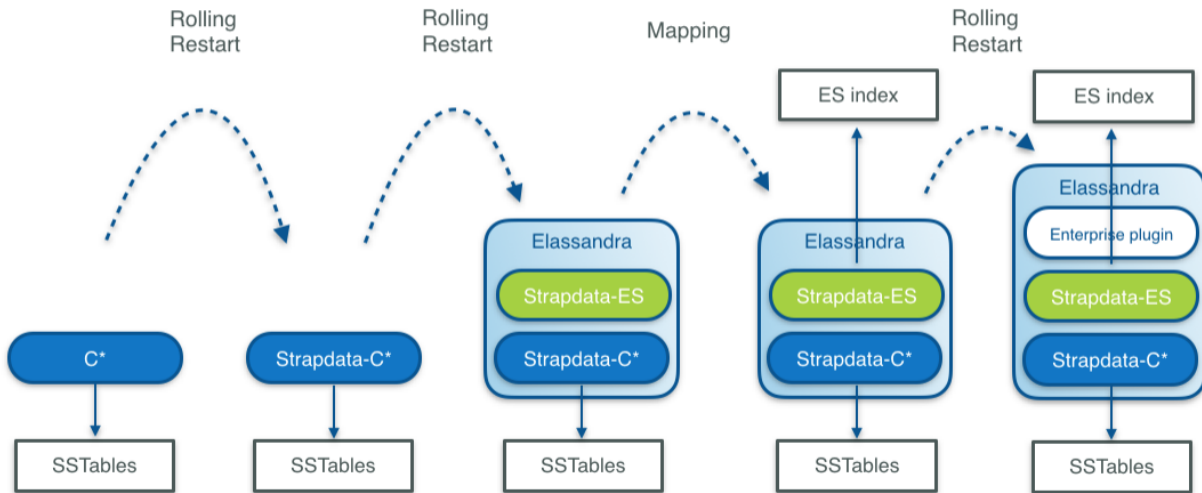 Rolling
Restart
Rolling
Restart
Mapping
Rolling
Restart
ES index
ES index
Elassandra
Enterprise plugin
Elassandra
Elassandra
Strapdata-ES
Strapdata-ES
Strapdata-ES
C*
Strapdata-C*
Strapdata-C*
Strapdata-C*
Strapdata-C*
SSTables
SSTables
SSTables
SSTables
SSTables